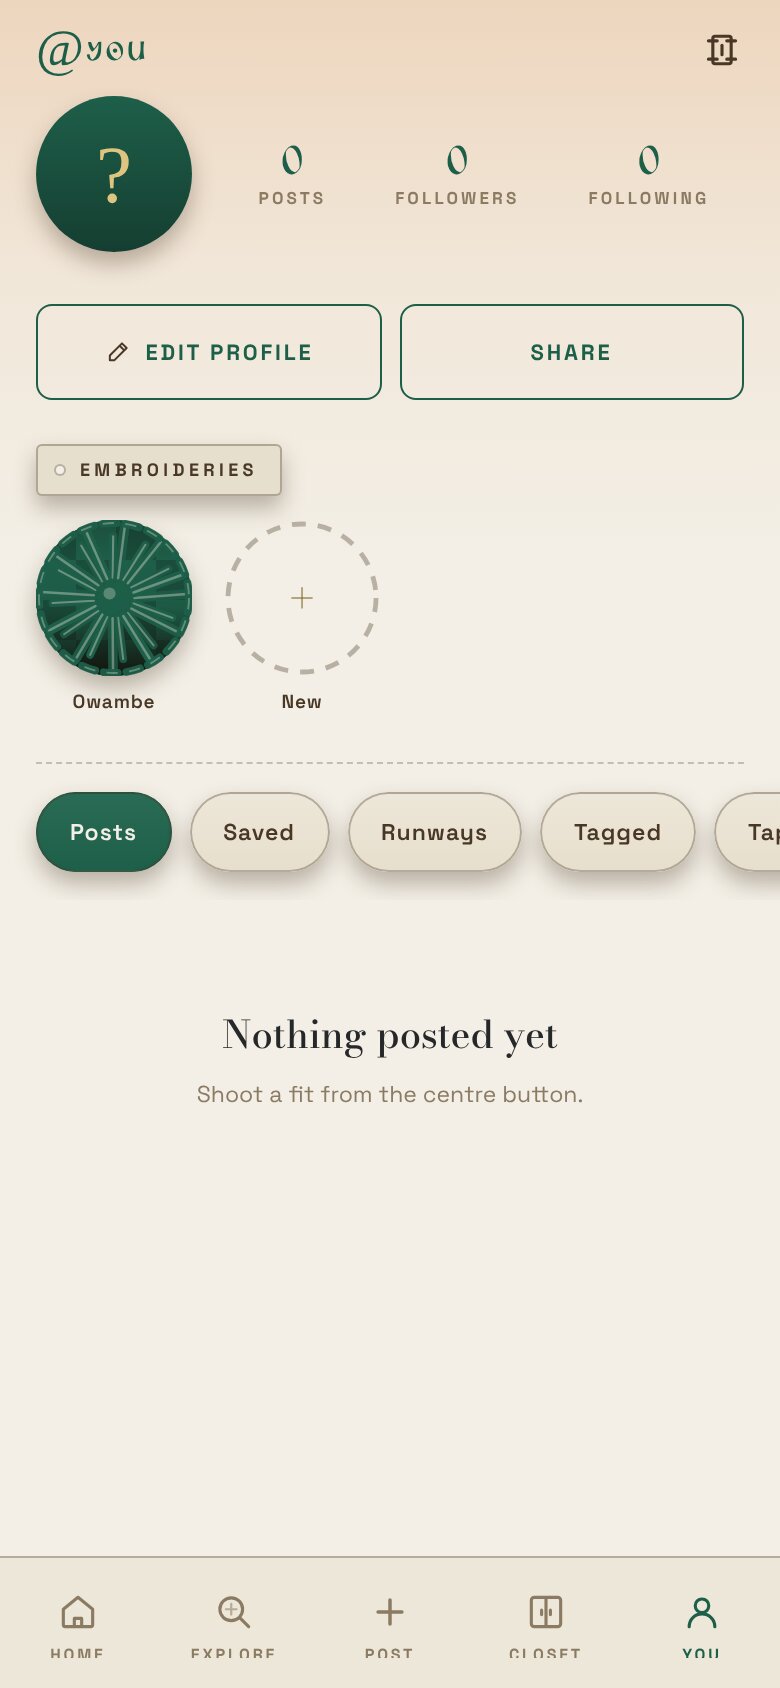 @you
?
0 0 0
POSTS FOLLOWERS FOLLOWING
EDIT PROFILE SHARE
EMBROIDERIES
Owambe New
Posts Saved Runways Tagged Tap
Nothing posted yet
Shoot a fit from the centre button.
HOME EXPLORE POST CLOSET YOU